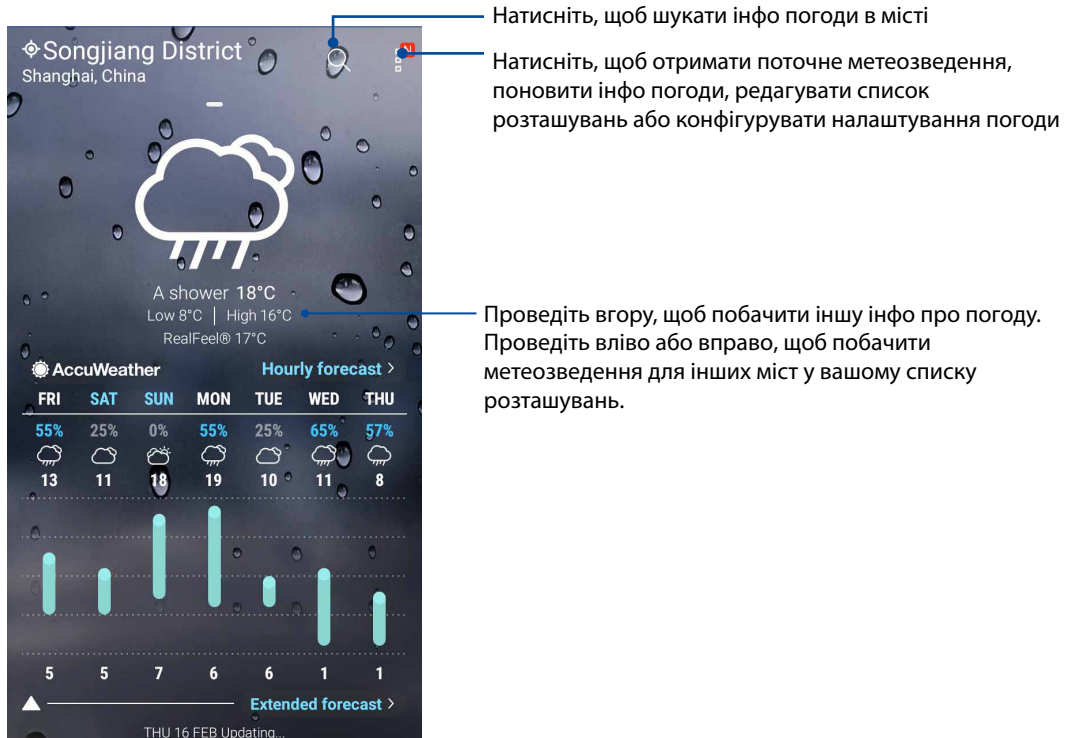 Натисніть, щоб шукати інфо погоди в місті
Натисніть, щоб отримати поточне метеозведення,
поновити інфо погоди, редагувати список
розташувань або конфігурувати налаштування погоди
Songjiang District
N
Shanghai, China
A shower 18°C
Low 8°C | High 16°C
RealFeel® 17°C
Проведіть вгору, щоб побачити іншу інфо про погоду.
Проведіть вліво або вправо, щоб побачити
метеозведення для інших міст у вашому списку
розташувань.
AccuWeather Hourly forecast >
FRI SAT SUN MON TUE WED THU
55% 25% 0% 55% 25% 65% 57%
13 11 18 19 10 11 8
5 5 7 6 6 1 1
Extended forecast >
THU 16 FEB Updating...